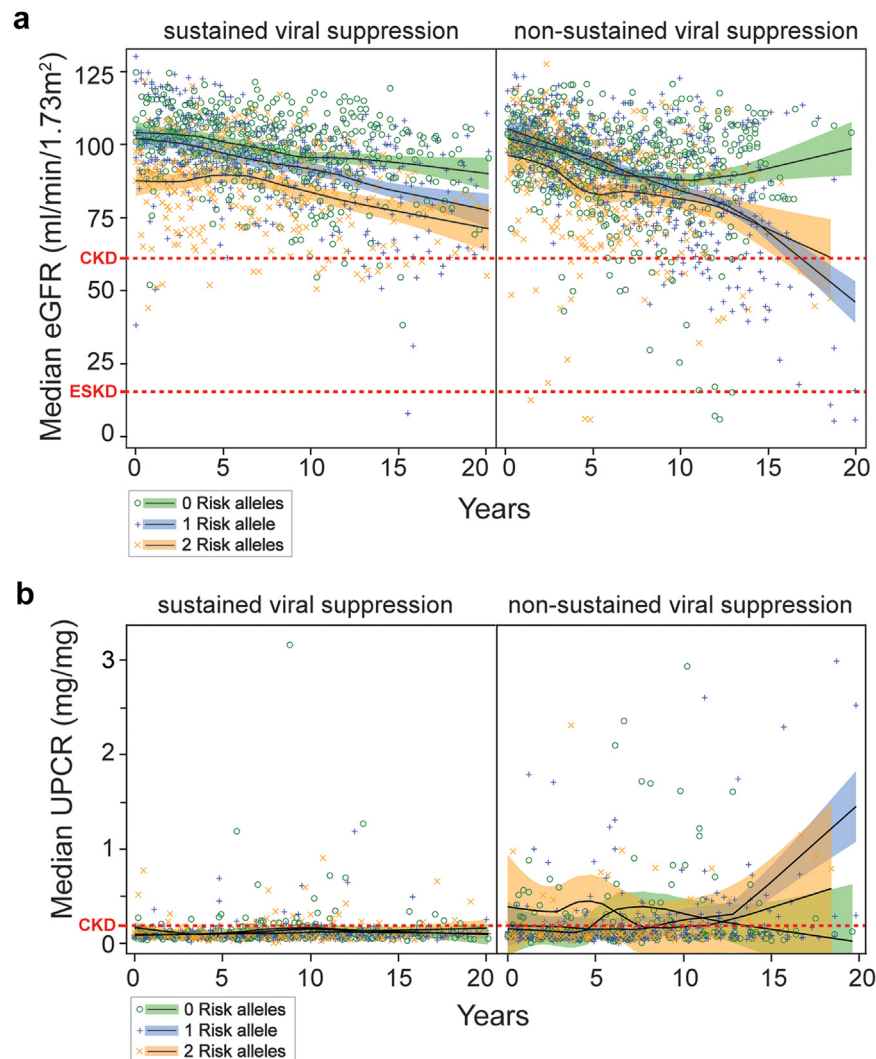 a
sustained viral suppression
non-sustained viral suppression
Median eGFR (ml/min/1.73m²)
125
100
75
CKD
50
25
ESKD
0
0 5 10 15 20
0 5 10 15 20
Years
0 Risk alleles
1 Risk allele
2 Risk alleles
b
sustained viral suppression
non-sustained viral suppression
Median UPCR (mg/mg)
3
2
1
CKD
0
0 5 10 15 20
0 5 10 15 20
Years
0 Risk alleles
1 Risk allele
2 Risk alleles